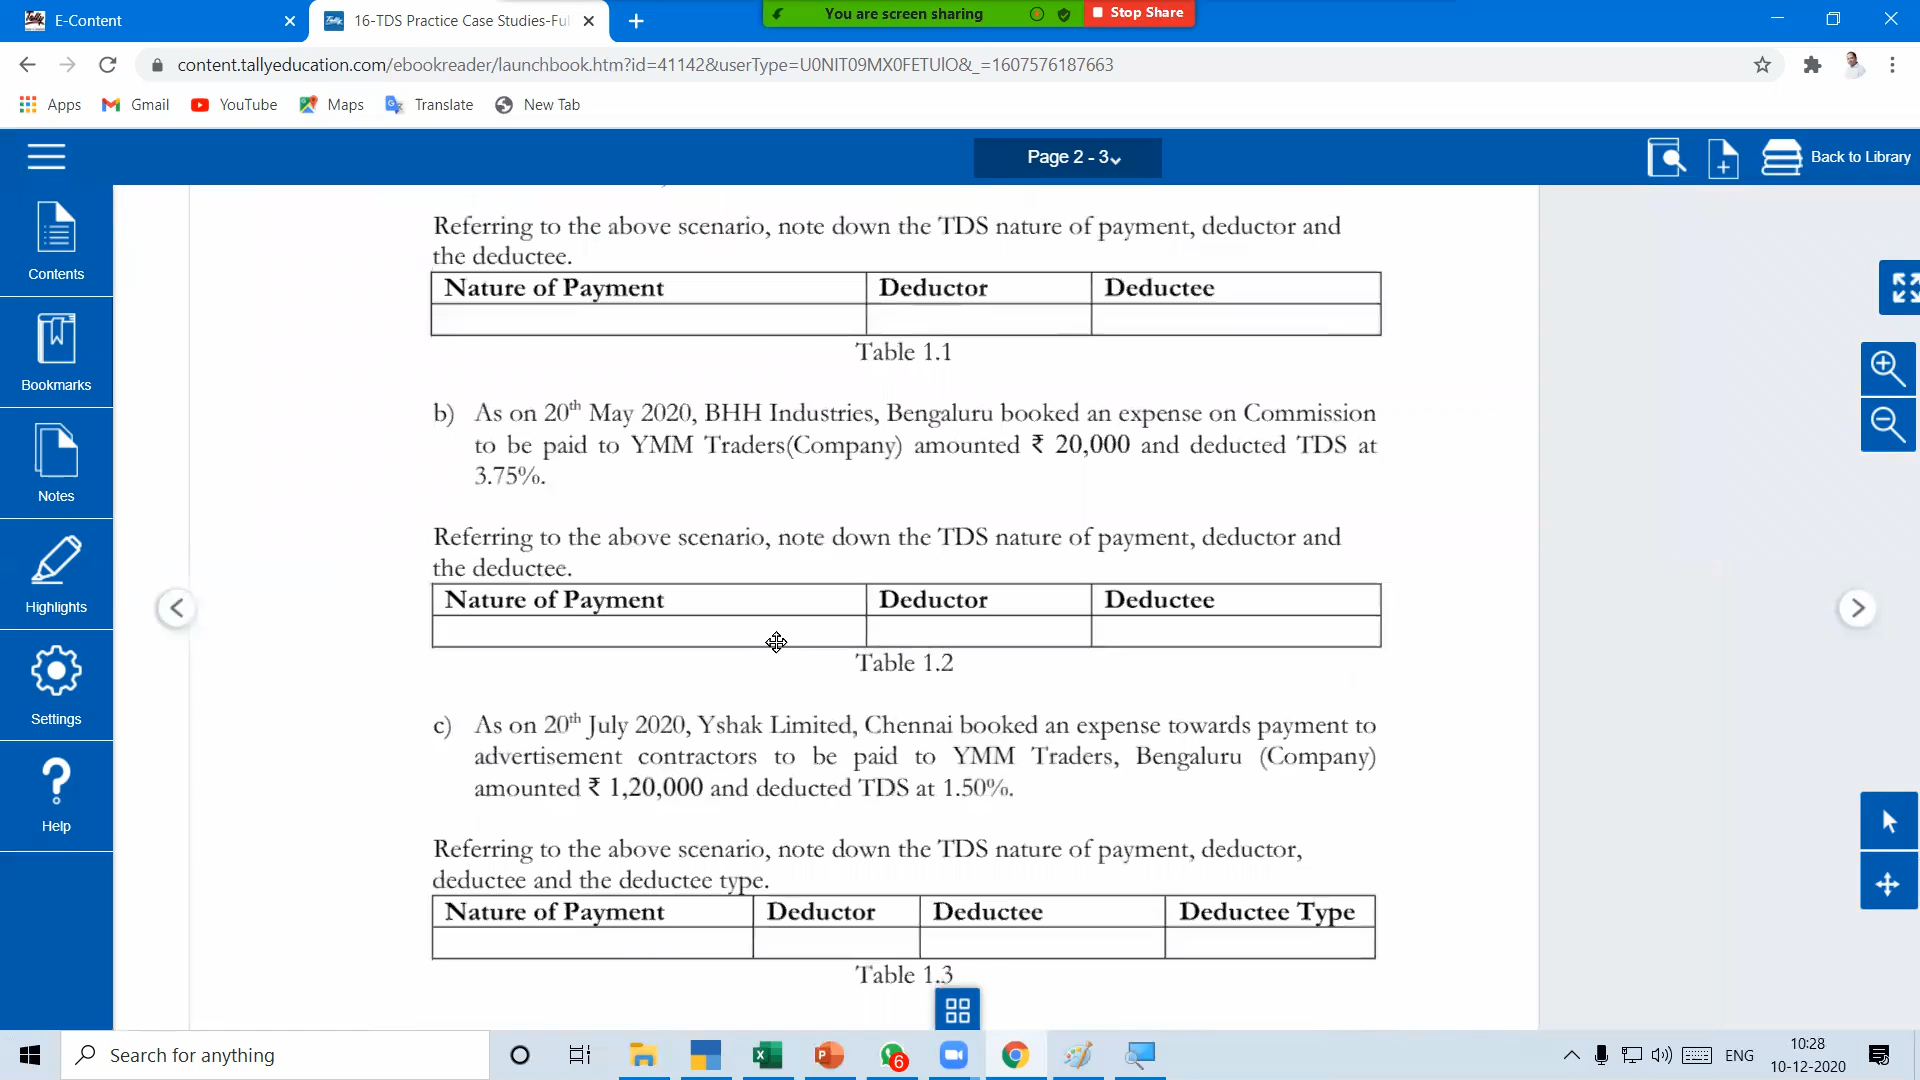 E-Content
16-TDS Practice Case Studies-Ful
You are screen sharing
Stop Share
content.tallyeducation.com/ebookreader/launchbook.htm?id=41142&userType=U0NIT09MX0FETUlO&_=1607576187663
Apps Gmail YouTube Maps Translate New Tab
Page 2 - 3
Back to Library
Contents
Bookmarks
Notes
Highlights
Settings
Help
Referring to the above scenario, note down the TDS nature of payment, deductor and
the deductee.
Nature of Payment Deductor Deductee
Table 1.1
b) As on 20th May 2020, BHH Industries, Bengaluru booked an expense on Commission
to be paid to YMM Traders(Company) amounted ₹ 20,000 and deducted TDS at
3.75%.
Referring to the above scenario, note down the TDS nature of payment, deductor and
the deductee.
Nature of Payment Deductor Deductee
Table 1.2
c) As on 20th July 2020, Yshak Limited, Chennai booked an expense towards payment to
advertisement contractors to be paid to YMM Traders, Bengaluru (Company)
amounted ₹ 1,20,000 and deducted TDS at 1.50%.
Referring to the above scenario, note down the TDS nature of payment, deductor,
deductee and the deductee type.
Nature of Payment Deductor Deductee Deductee Type
Table 1.3
Search for anything
6
ENG
10:28
10-12-2020